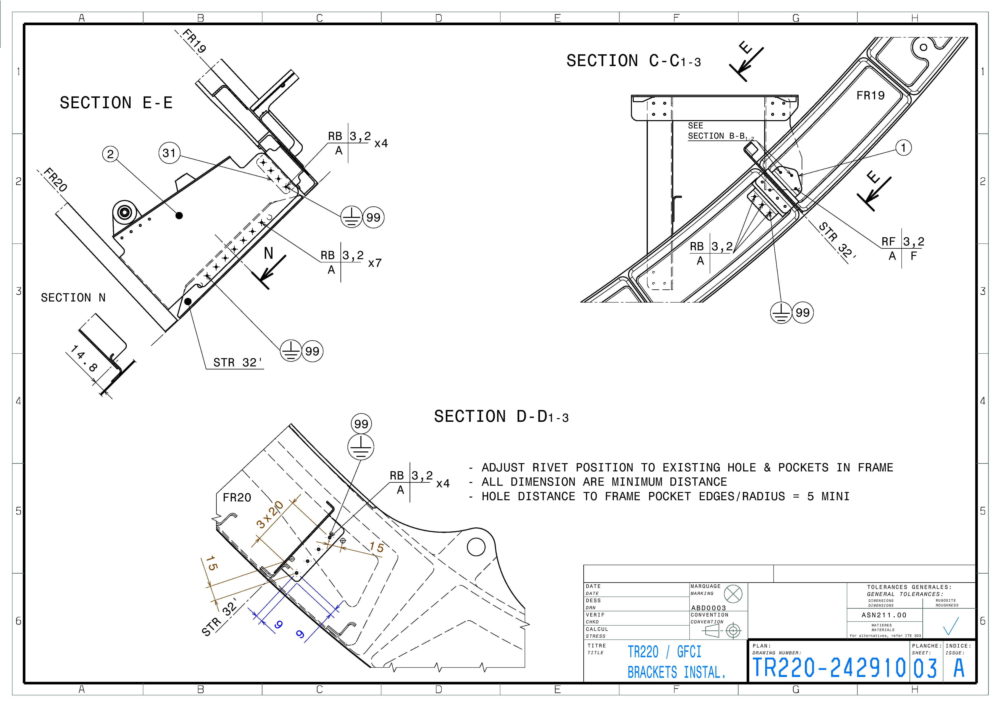 A B C D E F G H
1
2
3
4
5
6
1
2
3
4
5
6
SECTION E-E
FR19
FR20
2
31
RB 3,2 x4
A
99
RB 3,2 x7
A
N
99
STR 32'
SECTION N
14.8
SECTION C-C1-3
E
FR19
SEE
SECTION B-B1-2
1
E
RB 3,2
A
STR 32'
RF 3,2
A F
99
SECTION D-D1-3
99
RB 3,2 x4
A
FR20
3x20
15
15
STR 32'
9
9
- ADJUST RIVET POSITION TO EXISTING HOLE & POCKETS IN FRAME
- ALL DIMENSION ARE MINIMUM DISTANCE
- HOLE DISTANCE TO FRAME POCKET EDGES/RADIUS = 5 MINI
DATE
DATE
DESS
DRN
VERIF
CHKD
CALCUL
STRESS
MARQUAGE
MARKING
ABD0003
CONVENTION
CONVENTION
TOLERANCES GENERALES:
GENERAL TOLERANCES:
DIMENSIONS
DIMENSIONS
RUGOSITE
ROUGHNESS
ASN211.00
MATIERES
MATERIALS
For alternatives, refer ITE 303
TITRE
TITLE
TR220 / GFCI
BRACKETS INSTAL.
PLAN:
DRAWING NUMBER:
TR220-242910
PLANCHE:
SHEET:
03
INDICE:
ISSUE:
A
A B C D E F G H